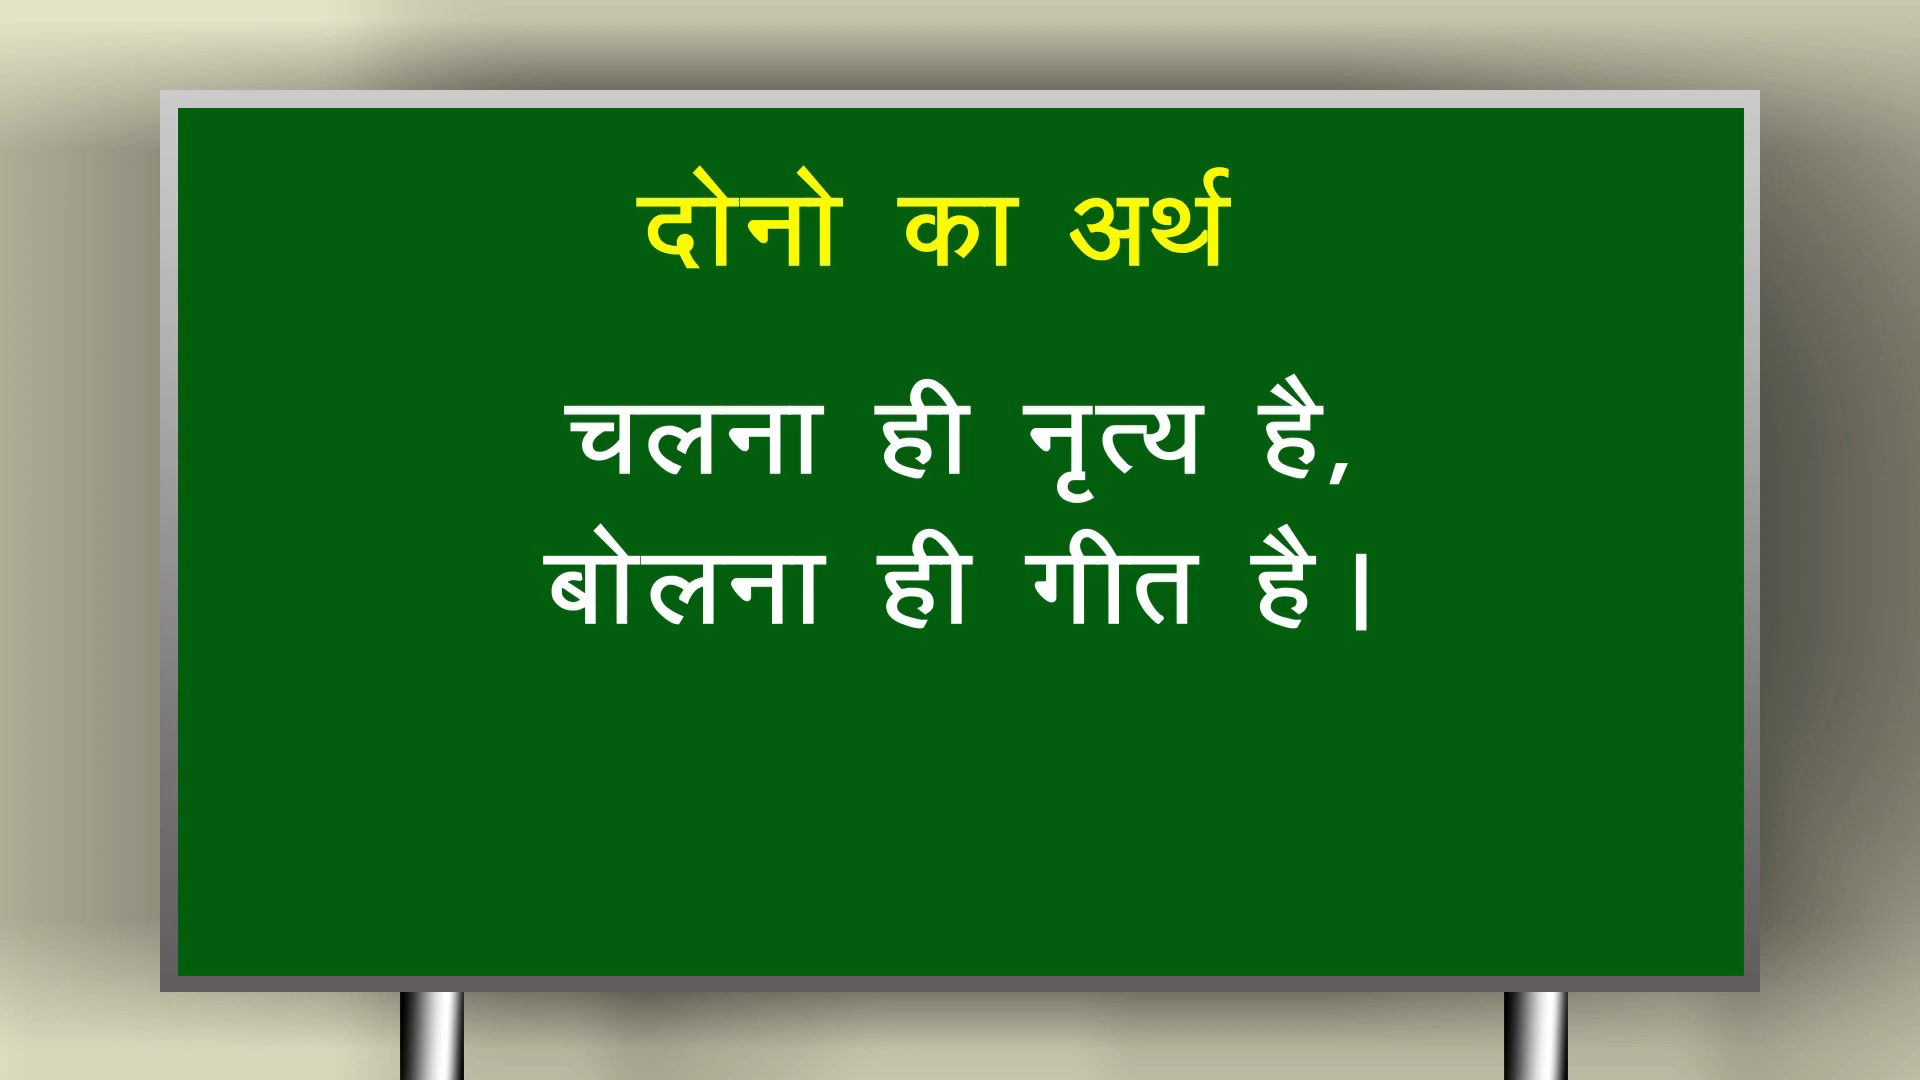 दोनो का अर्थ
चलना ही नृत्य है,
बोलना ही गीत है।